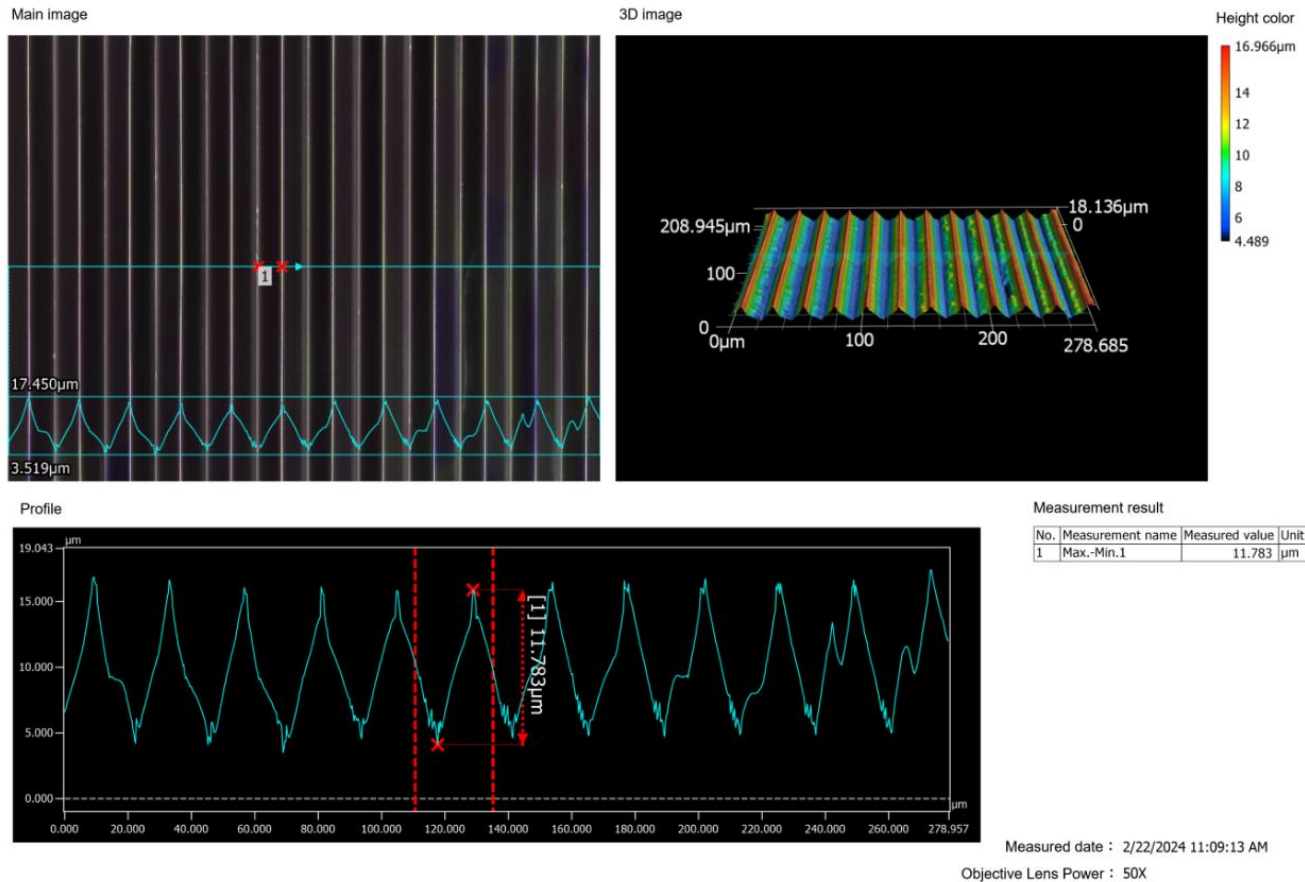 Main image
3D image
Height color
1
17.450μm
3.519μm
208.945μm
100
0
0μm
100
200
278.685
18.136μm
0
16.966μm
14
12
10
8
6
4.489
Profile
μm
19.043
15.000
10.000
5.000
0.000
[1] 11.783μm
μm
0.000 20.000 40.000 60.000 80.000 100.000 120.000 140.000 160.000 180.000 200.000 220.000 240.000 260.000 278.957
Measurement result
No. Measurement name Measured value Unit
1 Max.-Min.1 11.783 μm
Measured date : 2/22/2024 11:09:13 AM
Objective Lens Power : 50X